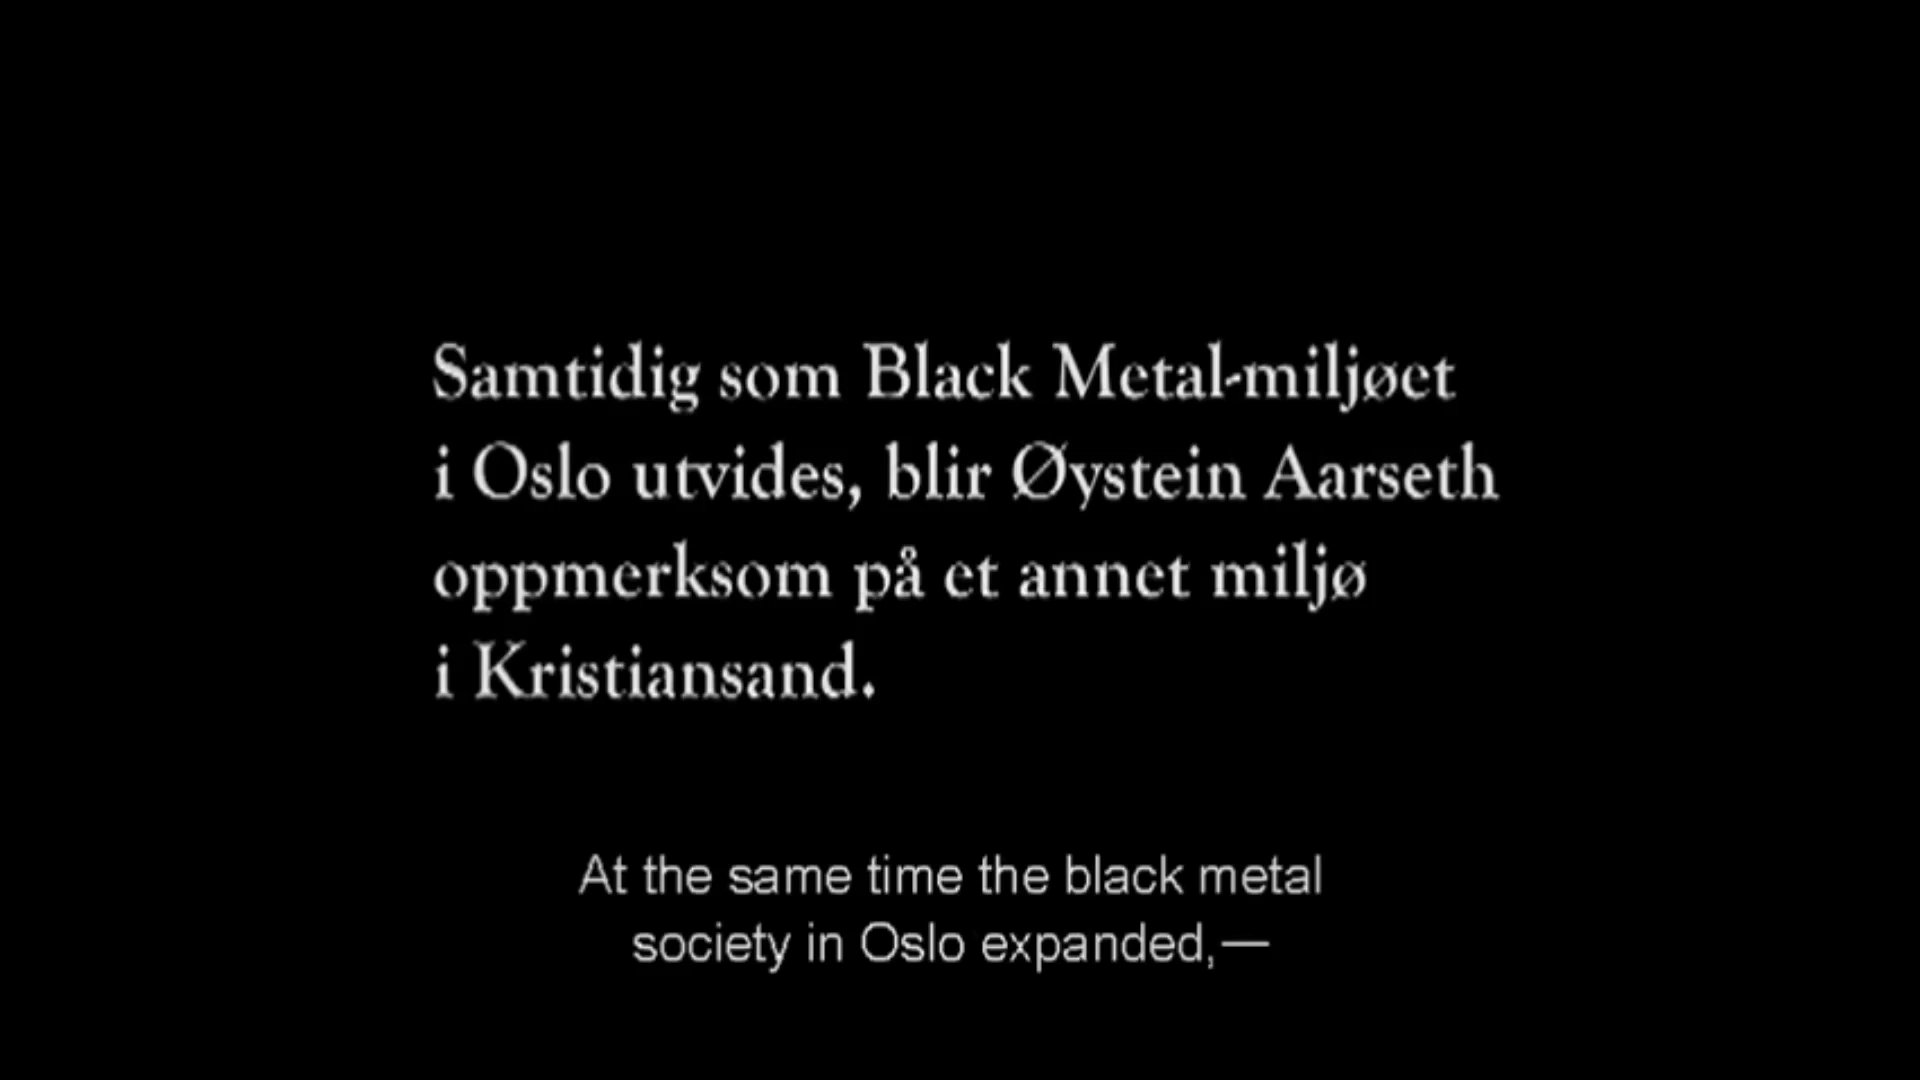 Samtidig som Black Metal-miljøet
i Oslo utvides, blir Øystein Aarseth
oppmerksom på et annet miljø
i Kristiansand.
At the same time the black metal
society in Oslo expanded,—